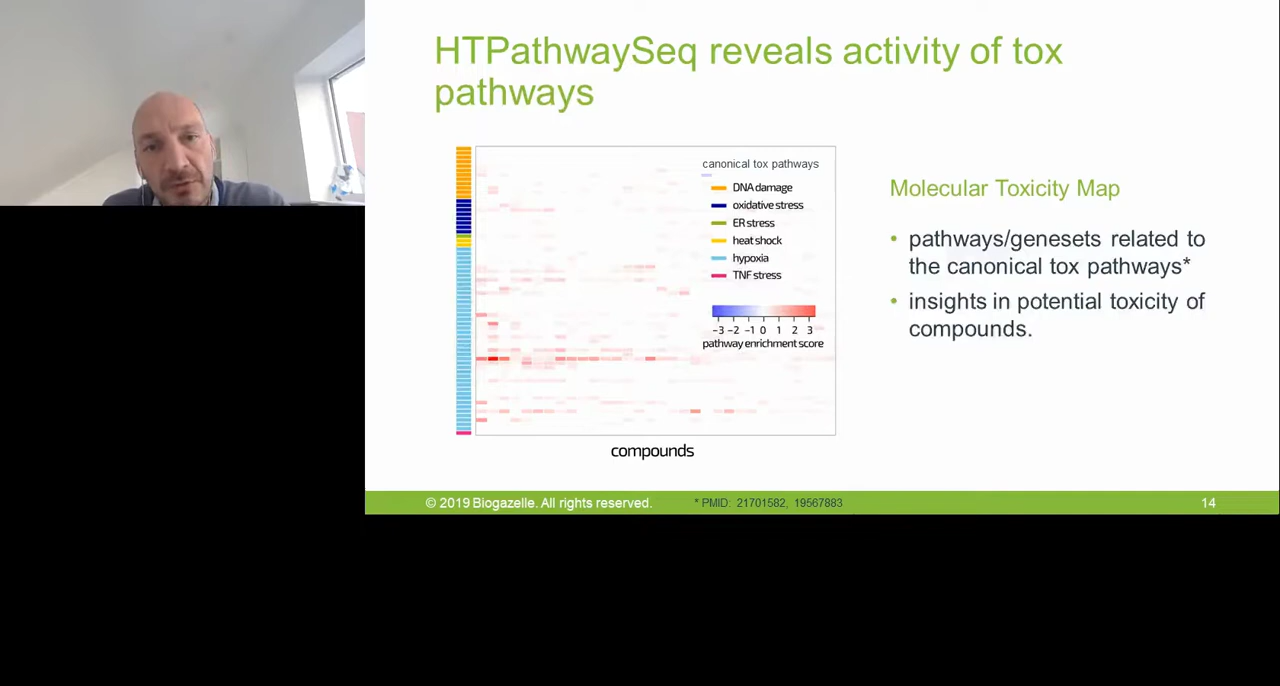 HTPathwaySeq reveals activity of tox
pathways
canonical tox pathways
DNA damage
oxidative stress
ER stress
heat shock
hypoxia
TNF stress
−3 −2 −1 0 1 2 3
pathway enrichment score
compounds
Molecular Toxicity Map
• pathways/genesets related to
the canonical tox pathways*
• insights in potential toxicity of
compounds.
© 2019 Biogazelle. All rights reserved.
* PMID: 21701582, 19567883
14